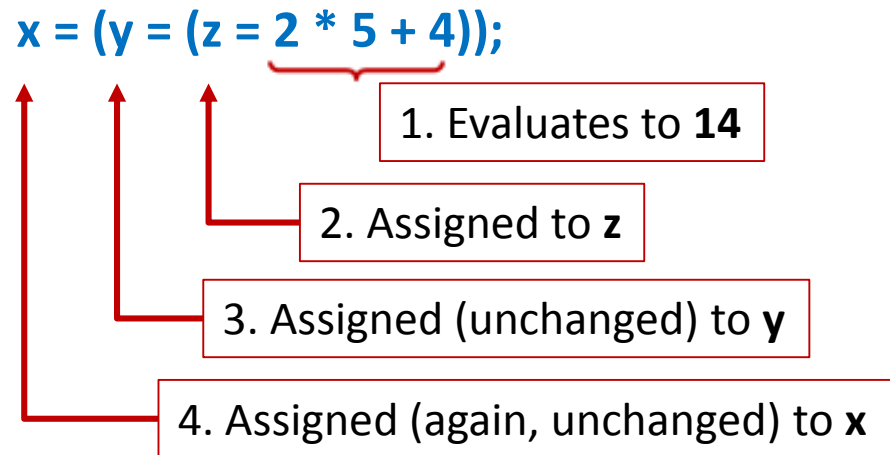 x = (y = (z = 2 * 5 + 4));
1. Evaluates to 14
2. Assigned to z
3. Assigned (unchanged) to y
4. Assigned (again, unchanged) to x